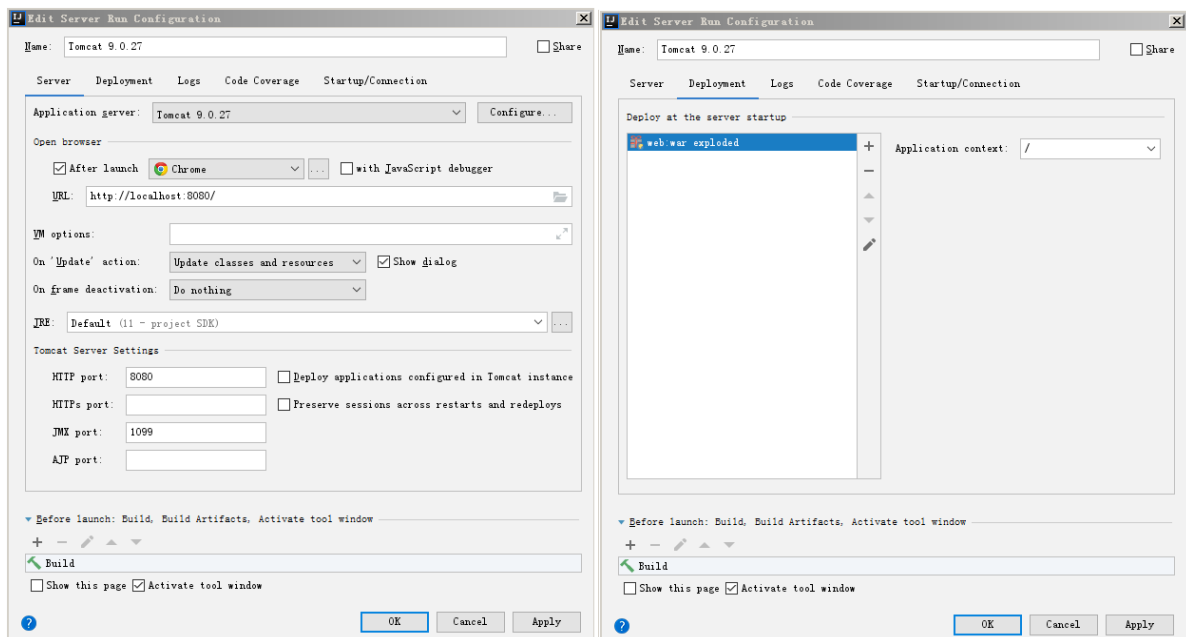 Edit Server Run Configuration
Name: Tomcat 9.0.27 Share
Server Deployment Logs Code Coverage Startup/Connection
Application server: Tomcat 9.0.27 Configure...
Open browser
After launch Chrome ... with JavaScript debugger
URL: http://localhost:8080/
VM options:
On 'Update' action: Update classes and resources Show dialog
On frame deactivation: Do nothing
JRE: Default (11 - project SDK) ...
Tomcat Server Settings
HTTP port: 8080 Deploy applications configured in Tomcat instance
HTTPs port: Preserve sessions across restarts and redeploys
JMX port: 1099
AJP port:
Before launch: Build, Build Artifacts, Activate tool window
Build
Show this page Activate tool window
? OK Cancel Apply
Edit Server Run Configuration
Name: Tomcat 9.0.27 Share
Server Deployment Logs Code Coverage Startup/Connection
Deploy at the server startup
web:war exploded Application context: /
Before launch: Build, Build Artifacts, Activate tool window
Build
Show this page Activate tool window
? OK Cancel Apply